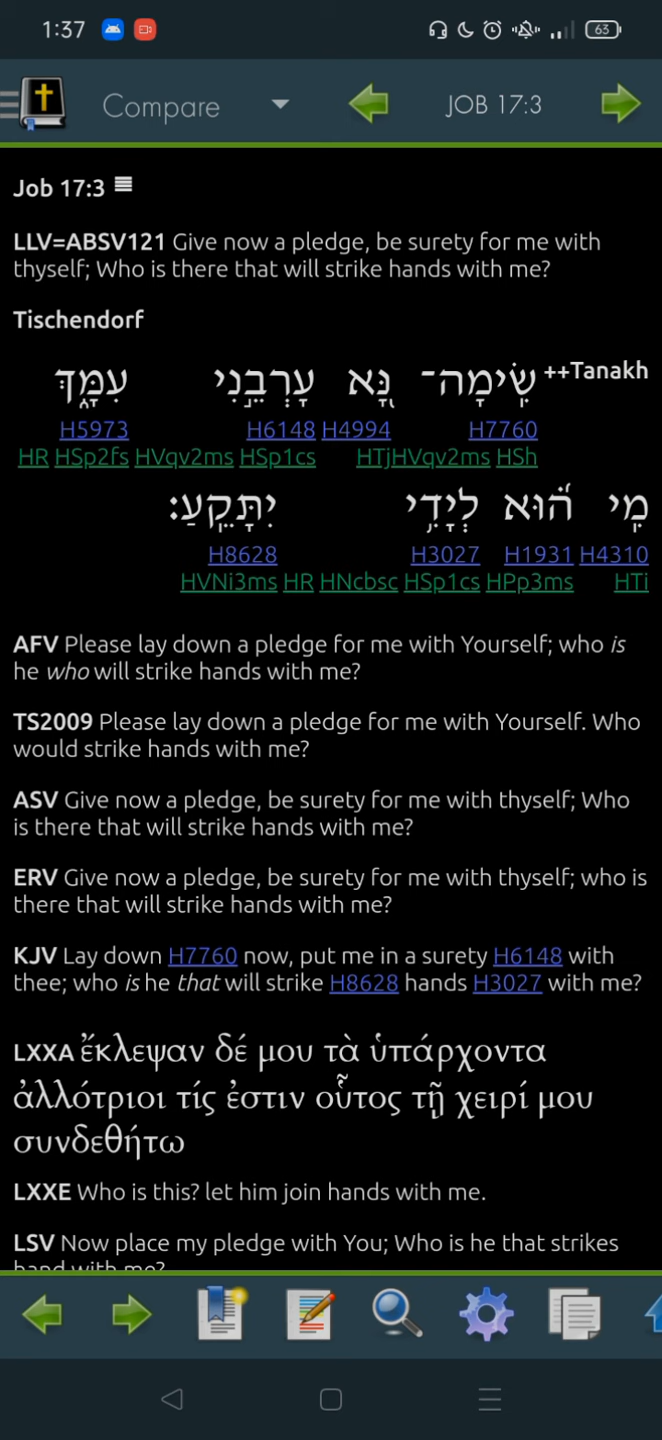 1:37 63
Compare JOB 17:3
Job 17:3
LLV=ABSV121 Give now a pledge, be surety for me with
thyself; Who is there that will strike hands with me?
Tischendorf
++Tanakh שִֽׂימָה־ נָּ֭א עָרְבֵ֣נִי עִמָּ֑ךְ
H5973 H6148 H4994 H7760
HR HSp2fs HVqv2ms HSp1cs HTjHVqv2ms HSh
מִֽי ה֝֗וּא לְיָדִ֥י יִתָּקֵֽעַ׃
H8628 H3027 H1931 H4310
HVNi3ms HR HNcbsc HSp1cs HPp3ms HTi
AFV Please lay down a pledge for me with Yourself; who is
he who will strike hands with me?
TS2009 Please lay down a pledge for me with Yourself. Who
would strike hands with me?
ASV Give now a pledge, be surety for me with thyself; Who
is there that will strike hands with me?
ERV Give now a pledge, be surety for me with thyself; who is
there that will strike hands with me?
KJV Lay down H7760 now, put me in a surety H6148 with
thee; who is he that will strike H8628 hands H3027 with me?
LXXA ἔκλεψαν δέ μου τὰ ὑπάρχοντα
ἀλλότριοι τίς ἐστιν οὗτος τῇ χειρί μου
συνδεθήτω
LXXE Who is this? let him join hands with me.
LSV Now place my pledge with You; Who is he that strikes
hand with me?